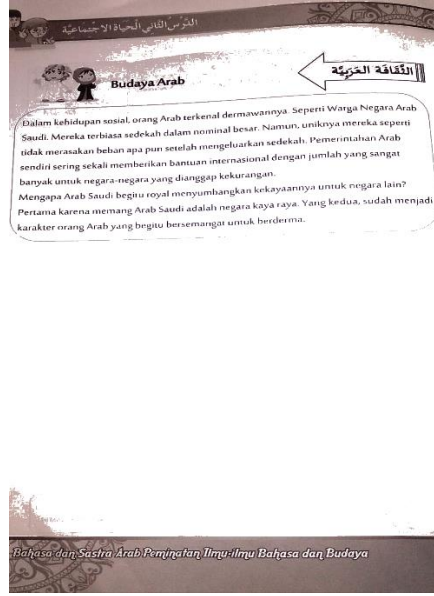 الدَّرْسُ الثَّانِي الْحَيَاةُ الْاِجْتِمَاعِيَّة
الثَّقَافَة العَرَبِيَّة
Budaya Arab
Dalam kehidupan sosial, orang Arab terkenal dermawannya. Seperti Warga Negara Arab
Saudi. Mereka terbiasa sedekah dalam nominal besar. Namun, uniknya mereka seperti
tidak merasakan beban apa pun setelah mengeluarkan sedekah. Pemerintahan Arab
sendiri sering sekali memberikan bantuan internasional dengan jumlah yang sangat
banyak untuk negara-negara yang dianggap kekurangan.
Mengapa Arab Saudi begitu royal menyumbangkan kekayaannya untuk negara lain?
Pertama karena memang Arab Saudi adalah negara kaya raya. Yang kedua, sudah menjadi
karakter orang Arab yang begitu bersemangat untuk berderma.
Bahasa dan Sastra Arab Peminatan Ilmu-ilmu Bahasa dan Budaya